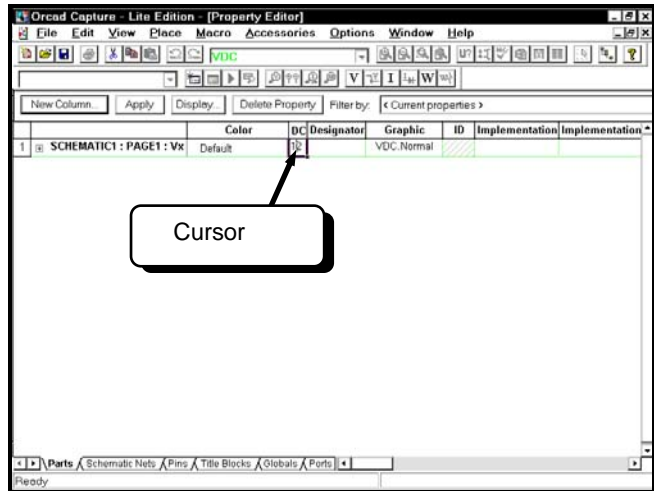 Orcad Capture - Lite Edition - [Property Editor]
File Edit View Place Macro Accessories Options Window Help
VDC
U?
V I W
New Column... Apply Display... Delete Property Filter by: < Current properties >
Color DC Designator Graphic ID Implementation Implementation
1 SCHEMATIC1 : PAGE1 : Vx Default 12 VDC.Normal
Cursor
Parts Schematic Nets Pins Title Blocks Globals Ports
Ready